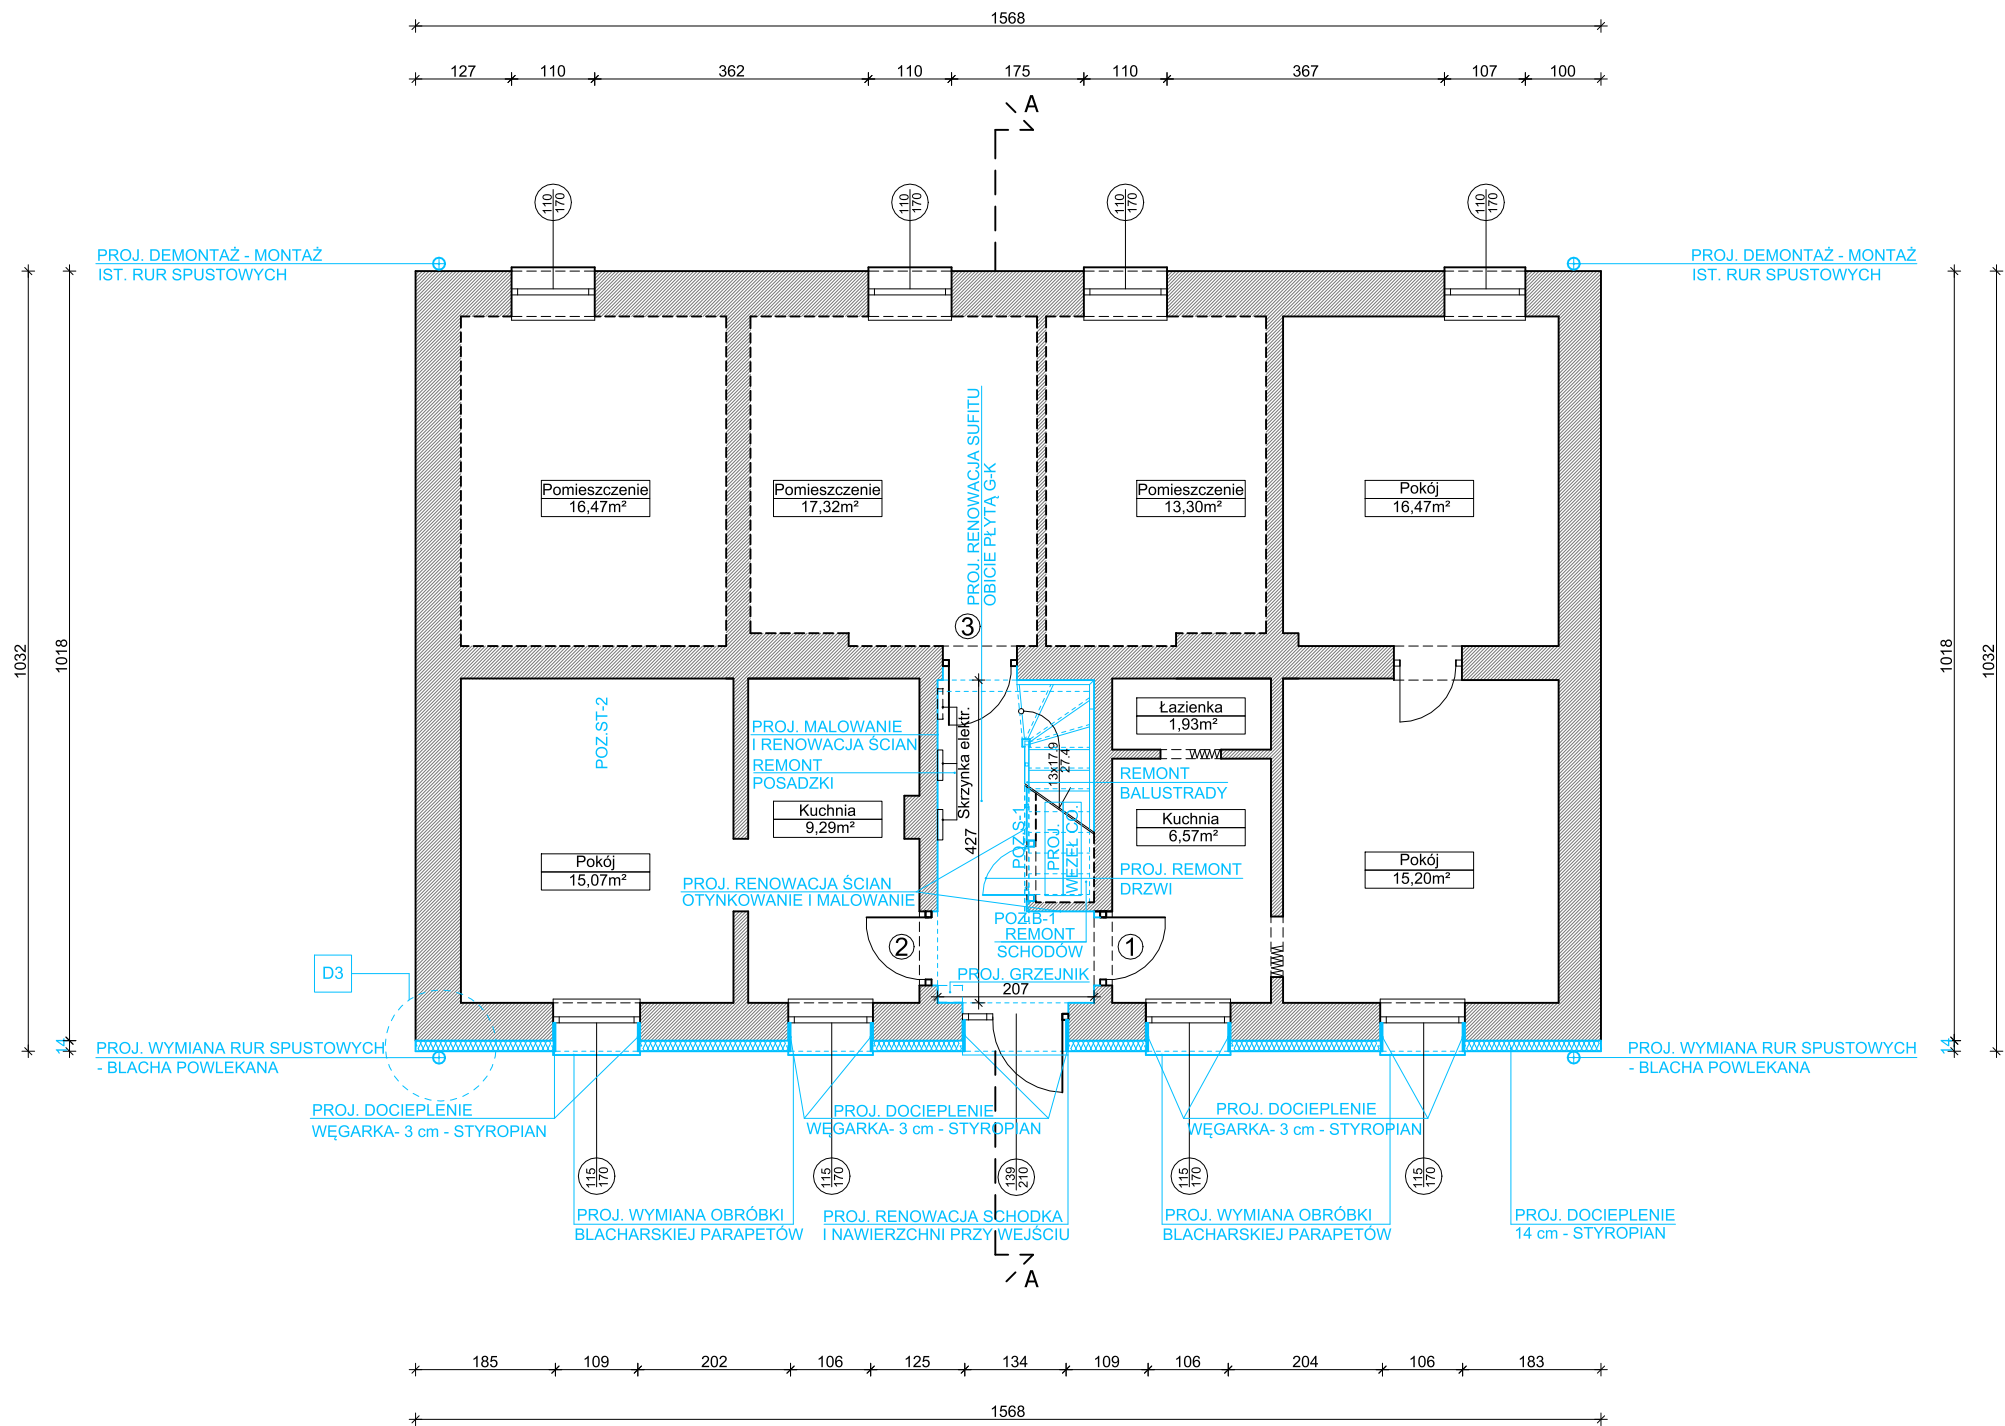 1568
127 110 362 110 175 110 367 107 100
A
110 170
110 170
110 170
110 170
PROJ. DEMONTAŻ - MONTAŻ
IST. RUR SPUSTOWYCH
PROJ. DEMONTAŻ - MONTAŻ
IST. RUR SPUSTOWYCH
PROJ. RENOWACJA SUFITU
OBICIE PŁYTĄ G-K
Pomieszczenie
16,47m²
Pomieszczenie
17,32m²
Pomieszczenie
13,30m²
Pokój
16,47m²
1032
1018
1018
1032
3
POZ.ST-2
PROJ. MALOWANIE
I RENOWACJA ŚCIAN
REMONT
POSADZKI
Skrzynka elektr.
13x17.9
27.4
Łazienka
1,93m²
REMONT
BALUSTRADY
Kuchnia
9,29m²
Kuchnia
6,57m²
427
POZ.S-1
PROJ.
WĘZEŁ C.O.
Pokój
15,07m²
Pokój
15,20m²
PROJ. RENOWACJA ŚCIAN
OTYNKOWANIE I MALOWANIE
PROJ. REMONT
DRZWI
POZ.B-1
REMONT
SCHODÓW
2
1
D3
PROJ. GRZEJNIK
207
14
PROJ. WYMIANA RUR SPUSTOWYCH
- BLACHA POWLEKANA
14
PROJ. WYMIANA RUR SPUSTOWYCH
- BLACHA POWLEKANA
PROJ. DOCIEPLENIE
WĘGARKA- 3 cm - STYROPIAN
PROJ. DOCIEPLENIE
WĘGARKA- 3 cm - STYROPIAN
PROJ. DOCIEPLENIE
WĘGARKA- 3 cm - STYROPIAN
115 170
115 170
139 210
115 170
115 170
PROJ. WYMIANA OBRÓBKI
BLACHARSKIEJ PARAPETÓW
PROJ. RENOWACJA SCHODKA
I NAWIERZCHNI PRZY WEJŚCIU
PROJ. WYMIANA OBRÓBKI
BLACHARSKIEJ PARAPETÓW
PROJ. DOCIEPLENIE
14 cm - STYROPIAN
A
185 109 202 106 125 134 109 106 204 106 183
1568